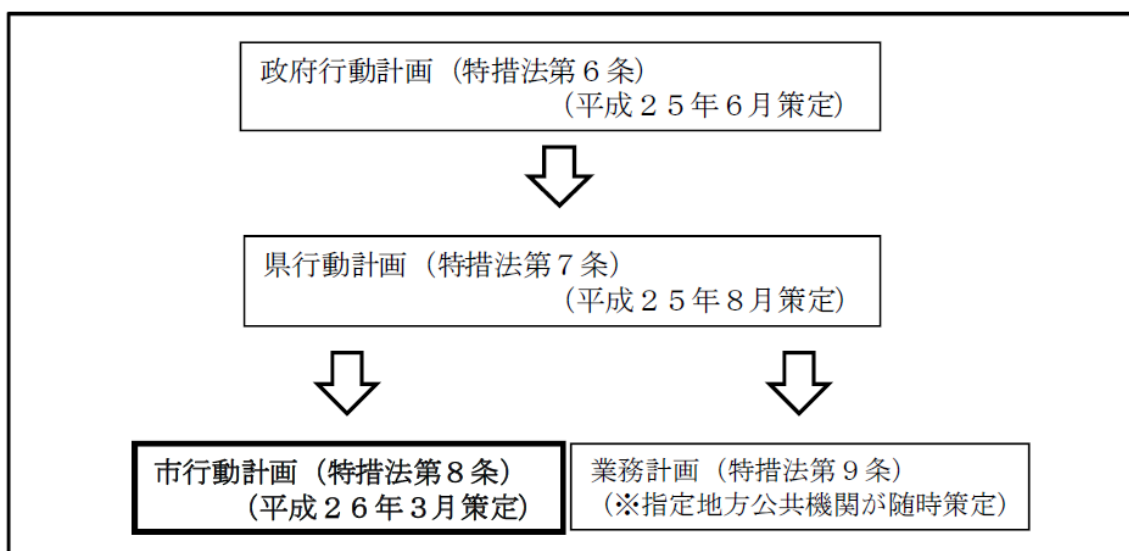 政府行動計画（特措法第６条）
（平成２５年６月策定）
県行動計画（特措法第７条）
（平成２５年８月策定）
市行動計画（特措法第８条）
（平成２６年３月策定）
業務計画（特措法第９条）
（※指定地方公共機関が随時策定）